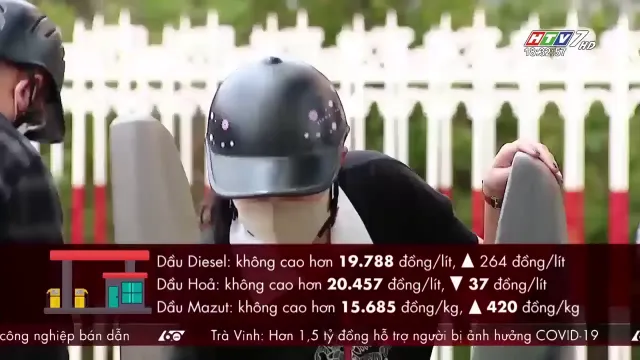 HTV7 HD
Dầu Diesel: không cao hơn 19.788 đồng/lít, ▲ 264 đồng/lít
Dầu Hoả: không cao hơn 20.457 đồng/lít, ▼ 37 đồng/lít
Dầu Mazut: không cao hơn 15.685 đồng/kg, ▲ 420 đồng/kg
công nghiệp bán dẫn Trà Vinh: Hơn 1,5 tỷ đồng hỗ trợ người bị ảnh hưởng COVID-19